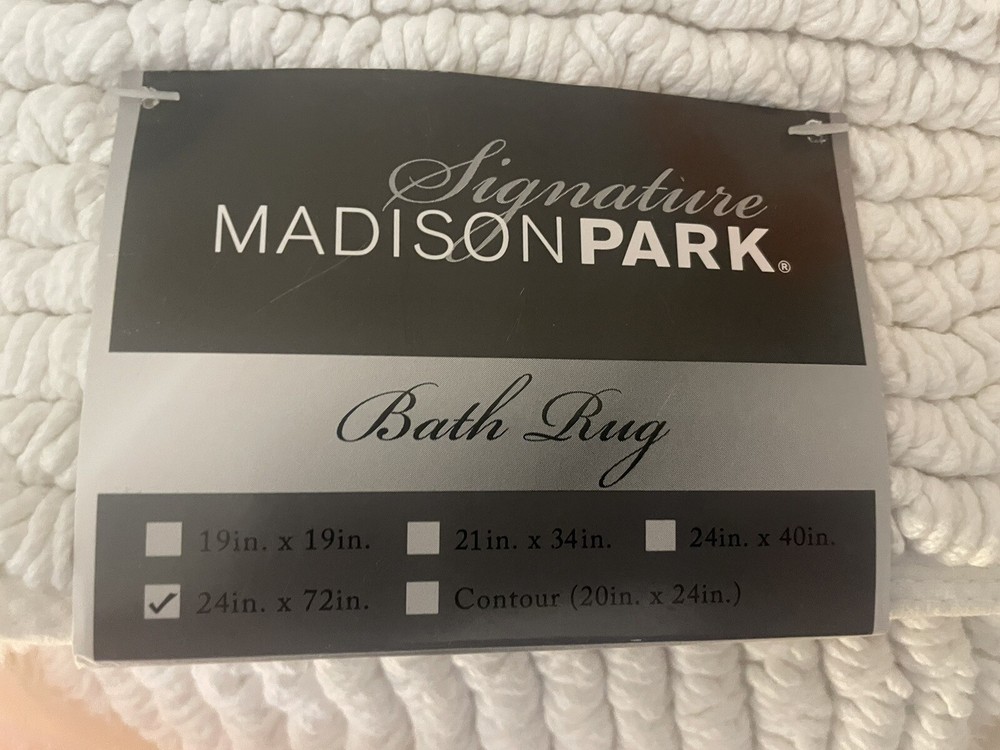 Signature
MADISONPARK®
Bath Rug
19in. x 19in. 21in. x 34in. 24in. x 40in.
✓ 24in. x 72in. Contour (20in. x 24in.)